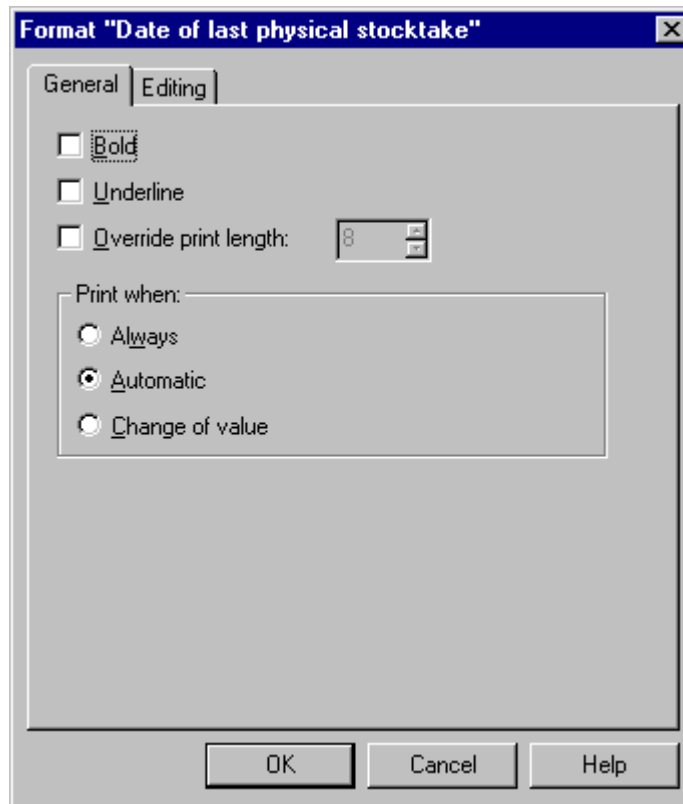 Format "Date of last physical stocktake"
General Editing
Bold
Underline
Override print length: 8
Print when:
Always
Automatic
Change of value
OK Cancel Help